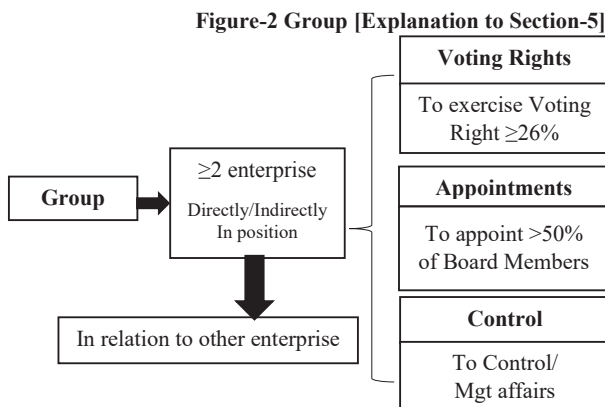 Figure-2 Group [Explanation to Section-5]
Group
≥2 enterprise
Directly/Indirectly
In position
In relation to other enterprise
Voting Rights
To exercise Voting
Right ≥26%
Appointments
To appoint >50%
of Board Members
Control
To Control/
Mgt affairs